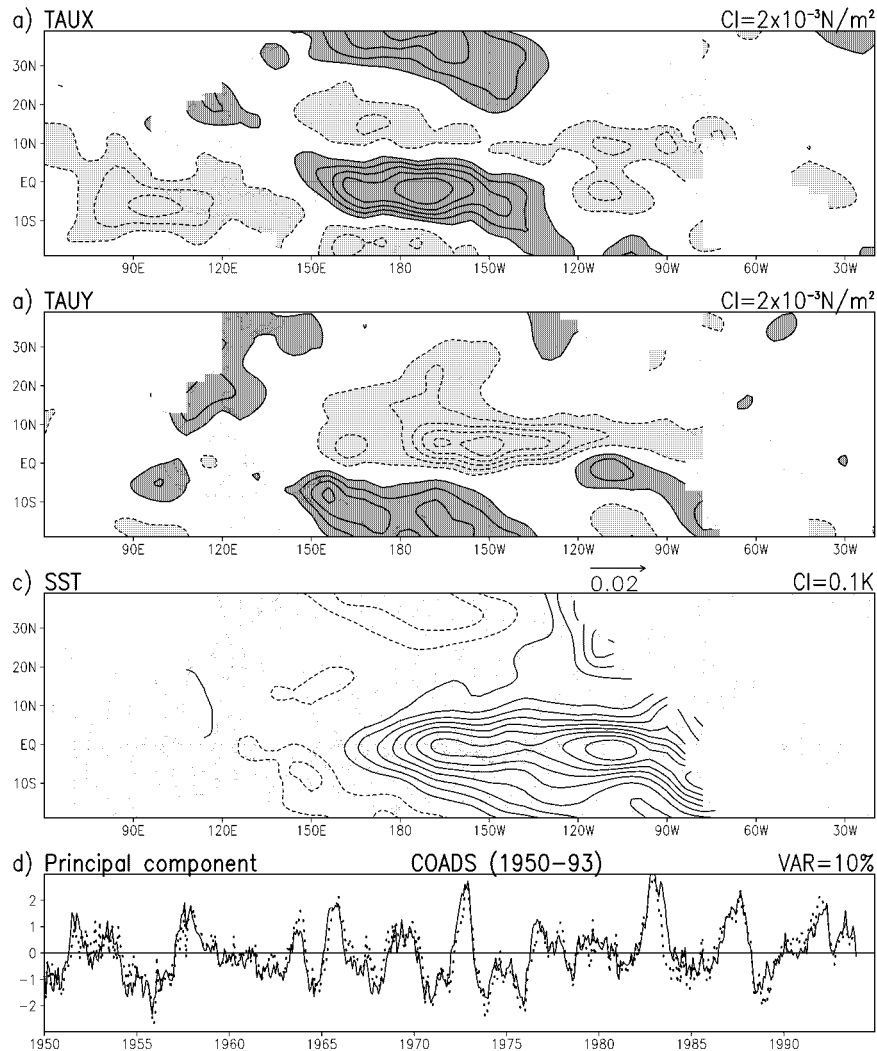 a) TAUX CI=2x10⁻³N/m²
30N
20N
10N
EQ
10S
90E 120E 150E 180 150W 120W 90W 60W 30W
a) TAUY CI=2x10⁻³N/m²
30N
20N
10N
EQ
10S
90E 120E 150E 180 150W 120W 90W 60W 30W
0.02
c) SST CI=0.1K
30N
20N
10N
EQ
10S
90E 120E 150E 180 150W 120W 90W 60W 30W
d) Principal component COADS (1950-93) VAR=10%
2
1
0
-1
-2
1950 1955 1960 1965 1970 1975 1980 1985 1990